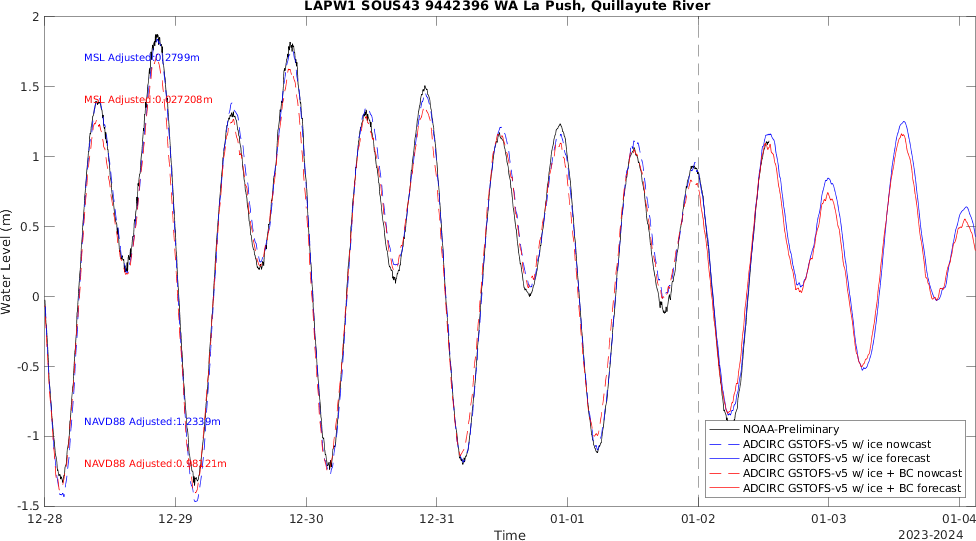 LAPW1 SOUS43 9442396 WA La Push, Quillayute River
2
1.5
1
0.5
0
-0.5
-1
-1.5
Water Level (m)
MSL Adjusted:0.2799m
MSL Adjusted:0.027208m
NAVD88 Adjusted:1.2339m
NAVD88 Adjusted:0.98121m
NOAA-Preliminary
ADCIRC GSTOFS-v5 w/ ice nowcast
ADCIRC GSTOFS-v5 w/ ice forecast
ADCIRC GSTOFS-v5 w/ ice + BC nowcast
ADCIRC GSTOFS-v5 w/ ice + BC forecast
12-28 12-29 12-30 12-31 01-01 01-02 01-03 01-04
Time
2023-2024